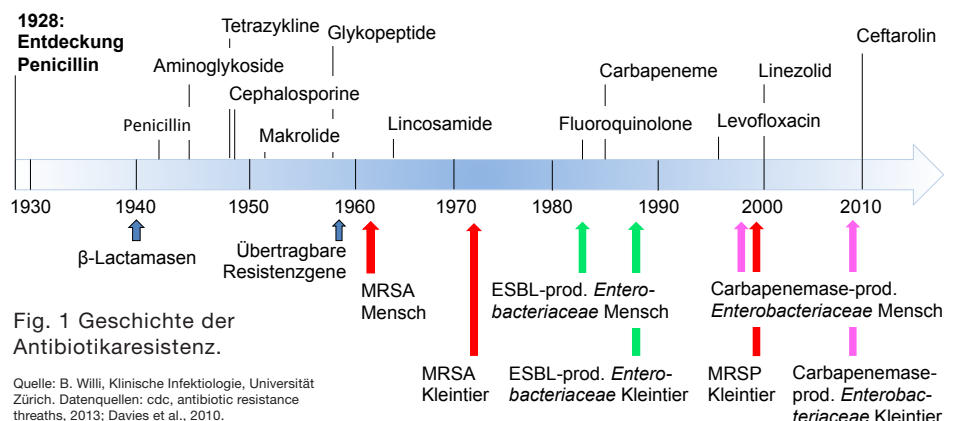 1928:
Entdeckung
Penicillin
Tetrazykline
Glykopeptide
Ceftarolin
Aminoglykoside
Carbapeneme
Linezolid
Cephalosporine
Penicillin
Makrolide
Lincosamide
Fluoroquinolone
Levofloxacin
1930
1940
1950
1960
1970
1980
1990
2000
2010
β-Lactamasen
Übertragbare
Resistenzgene
MRSA
Mensch
ESBL-prod. Entero-
bacteriaceae Mensch
Carbapenemase-prod.
Enterobacteriaceae Mensch
MRSA
Kleintier
ESBL-prod. Entero-
bacteriaceae Kleintier
MRSP
Kleintier
Carbapenemase-
prod. Enterobac-
teriaceae Kleintier
Fig. 1 Geschichte der
Antibiotikaresistenz.
Quelle: B. Willi, Klinische Infektiologie, Universität
Zürich. Datenquellen: cdc, antibiotic resistance
threaths, 2013; Davies et al., 2010.